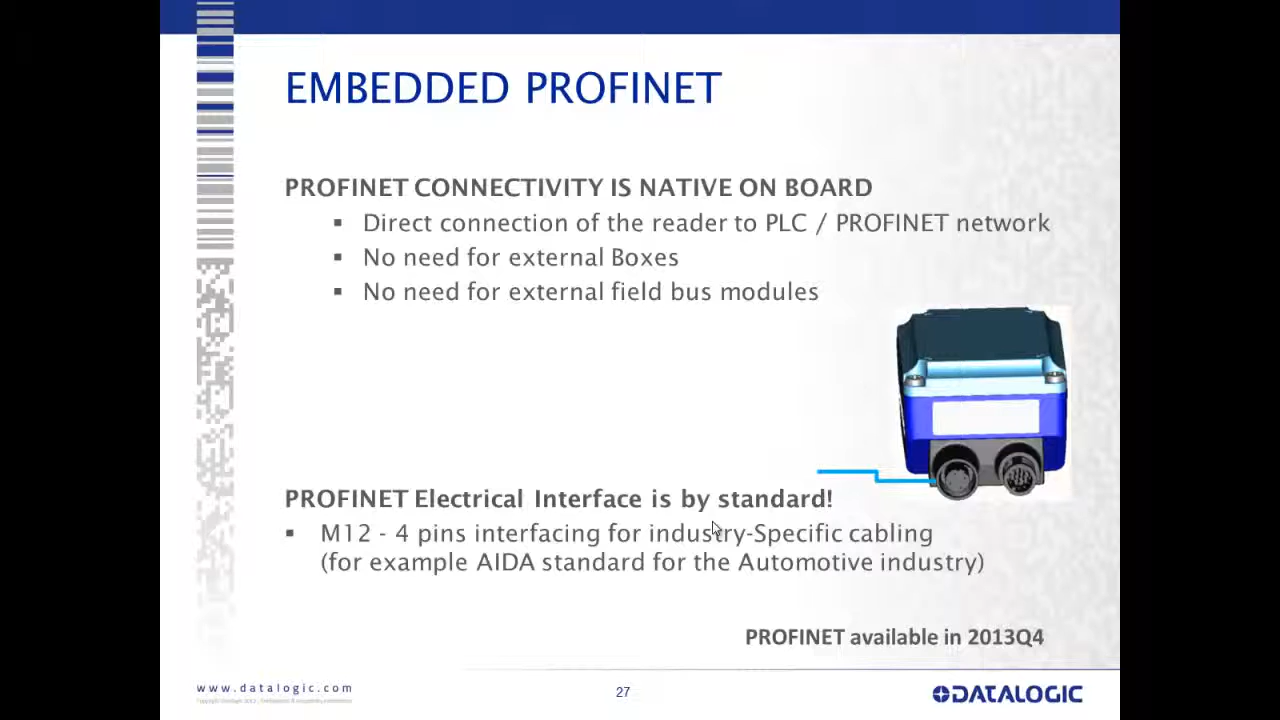 EMBEDDED PROFINET
PROFINET CONNECTIVITY IS NATIVE ON BOARD
▪ Direct connection of the reader to PLC / PROFINET network
▪ No need for external Boxes
▪ No need for external field bus modules
PROFINET Electrical Interface is by standard!
▪ M12 - 4 pins interfacing for industry-Specific cabling
(for example AIDA standard for the Automotive industry)
PROFINET available in 2013Q4
www.datalogic.com
27
DATALOGIC